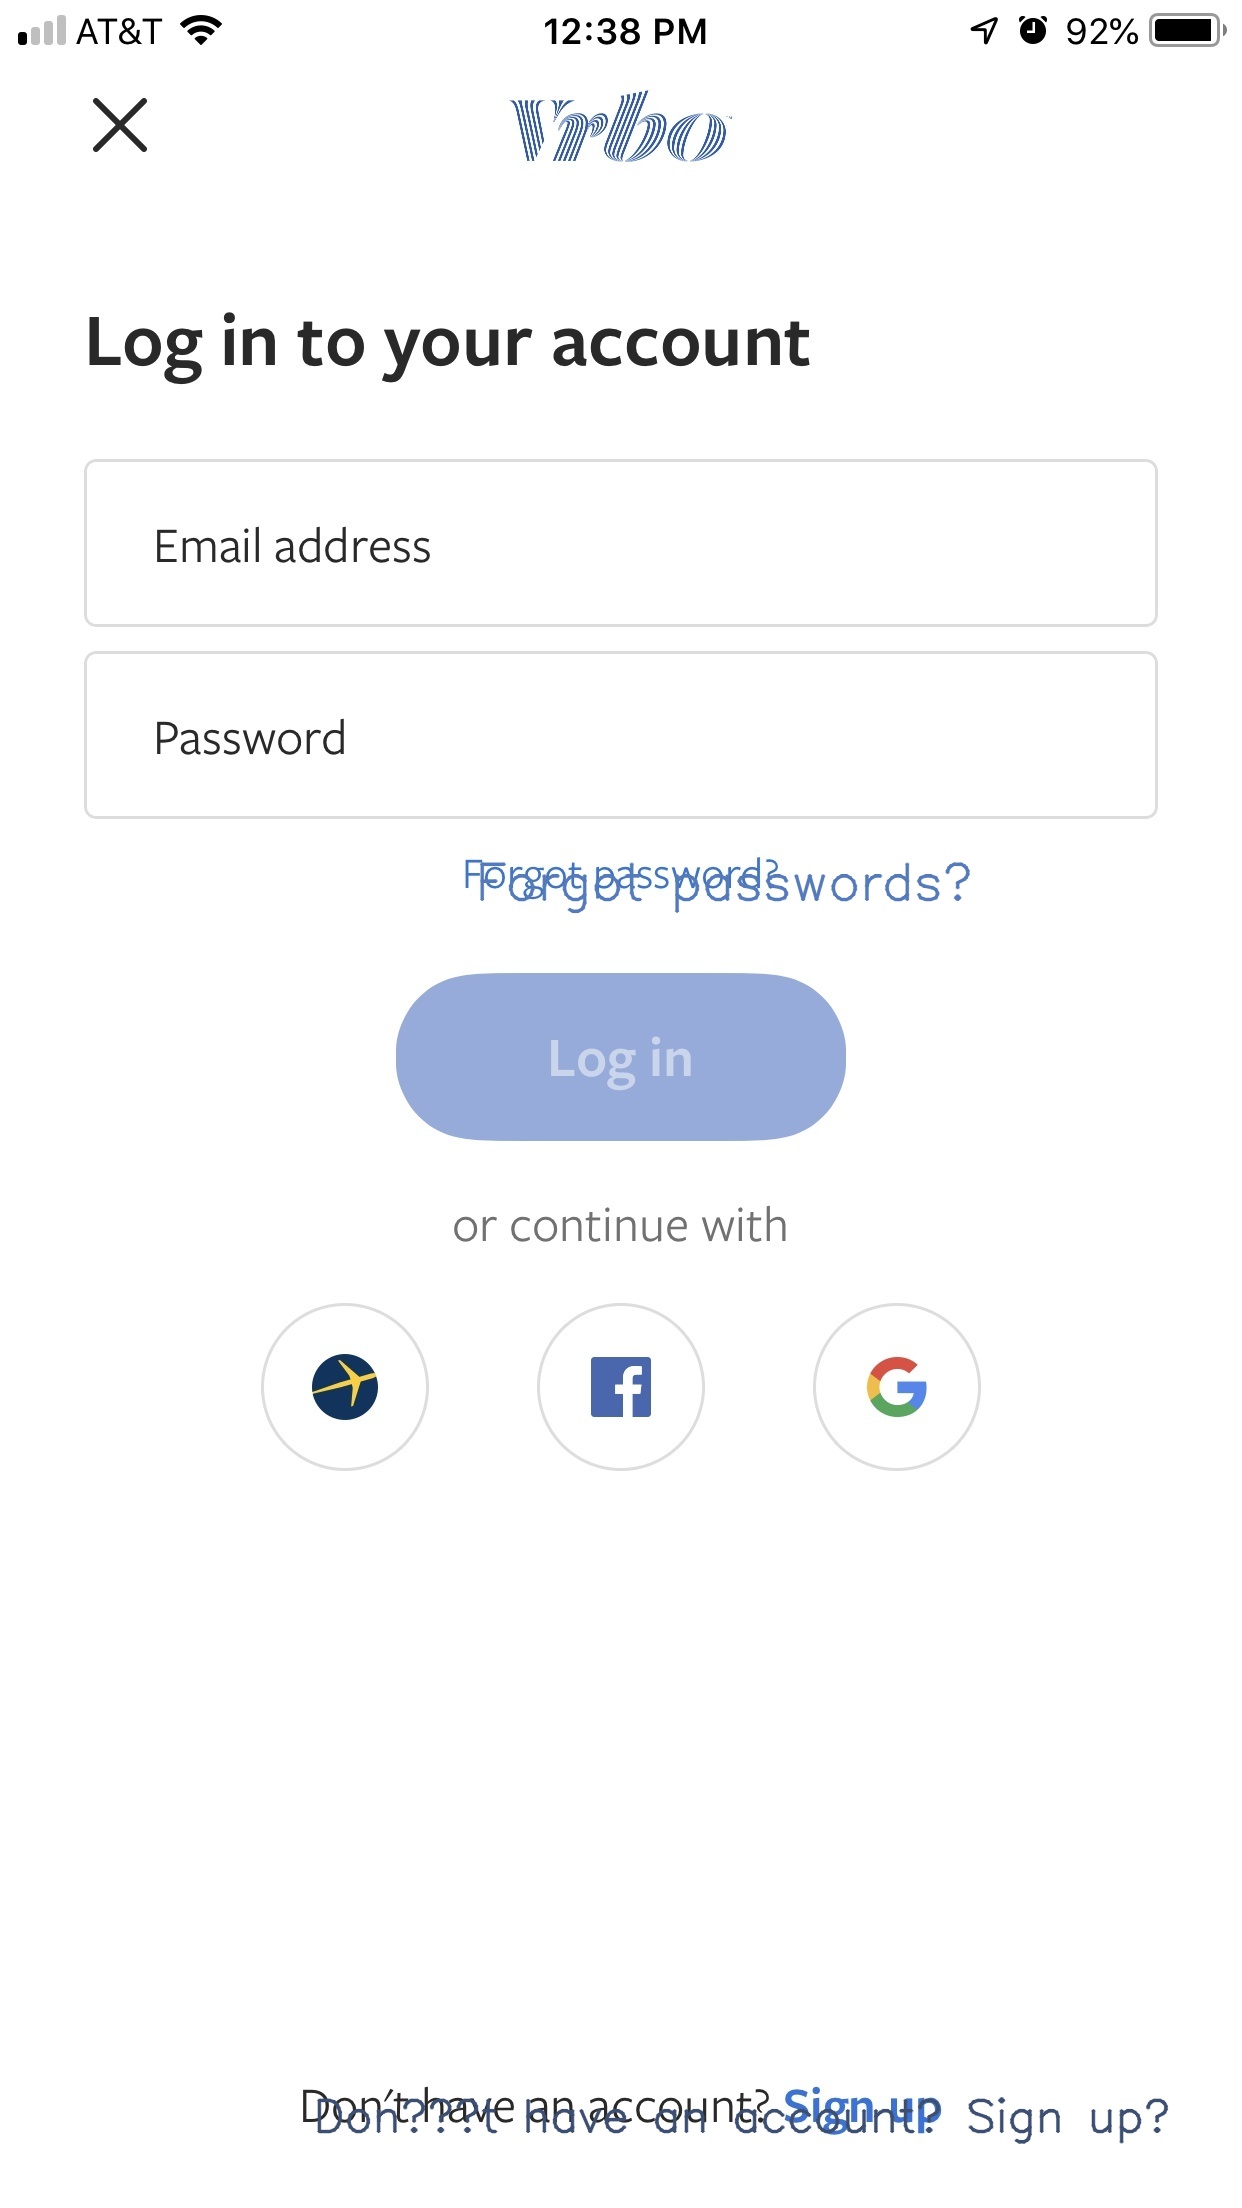 AT&T 12:38 PM 92%
Vrbo™
Log in to your account
Email address
Password
Forgot password?
Forgot passwords?
Log in
or continue with
Don't have an account? Sign up
Don????t have an account? Sign up?